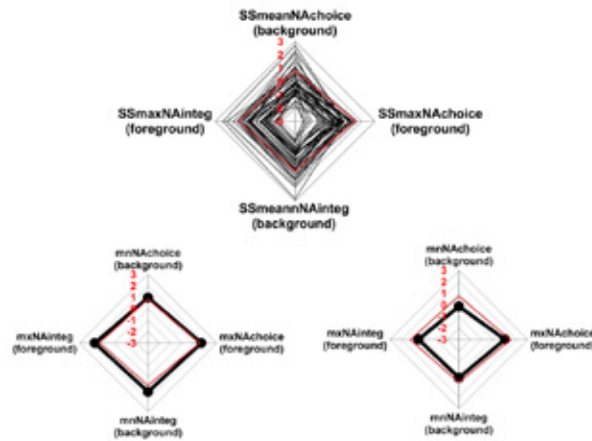 SSmeanNAchoice
(background)
3
2
SSmaxNAinteg
(foreground)
SSmaxNAchoice
(foreground)
SSmeannNAinteg
(background)
mnNAchoice
(background)
3
2
1
0
-1
-2
-3
mxNAinteg
(foreground)
mxNAchoice
(foreground)
mnNAinteg
(background)
mnNAchoice
(background)
3
2
1
0
-1
-2
-3
mxNAinteg
(foreground)
mxNAchoice
(foreground)
mnNAinteg
(background)